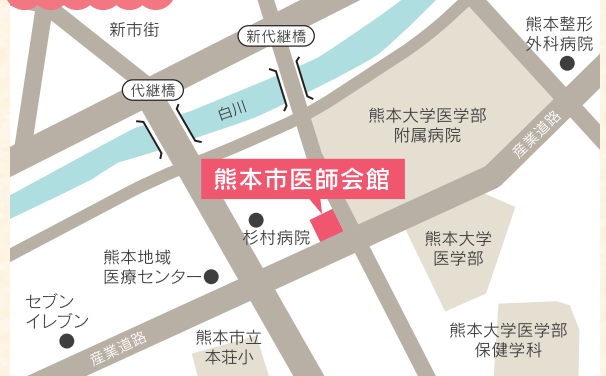 新市街
新代継橋
熊本整形
外科病院
代継橋
白川
熊本大学医学部
附属病院
産業道路
熊本市医師会館
杉村病院
熊本大学
医学部
熊本地域
医療センター
セブン
イレブン
産業道路
熊本市立
本荘小
熊本大学医学部
保健学科